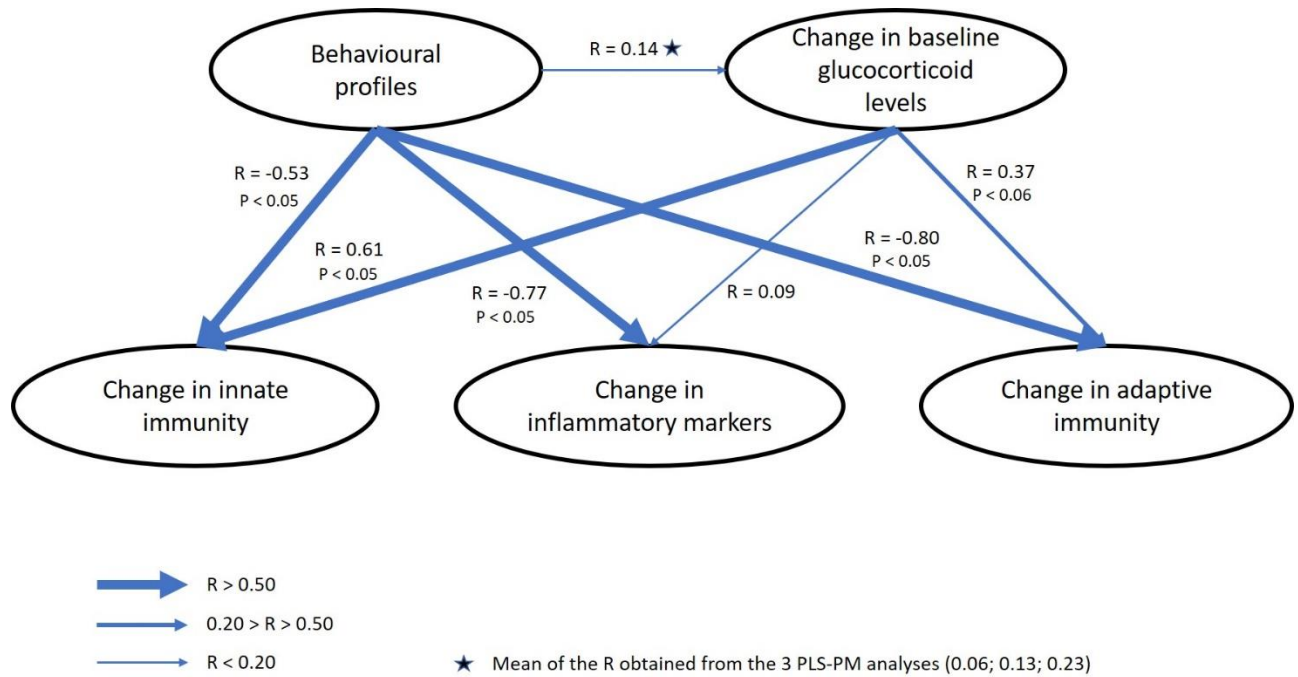 Behavioural
profiles
R = 0.14 ★
Change in baseline
glucocorticoid
levels
R = -0.53
P < 0.05
R = 0.61
P < 0.05
R = -0.77
P < 0.05
R = 0.09
R = -0.80
P < 0.05
R = 0.37
P < 0.06
Change in innate
immunity
Change in
inflammatory markers
Change in adaptive
immunity
R > 0.50
0.20 > R > 0.50
R < 0.20
★ Mean of the R obtained from the 3 PLS-PM analyses (0.06; 0.13; 0.23)